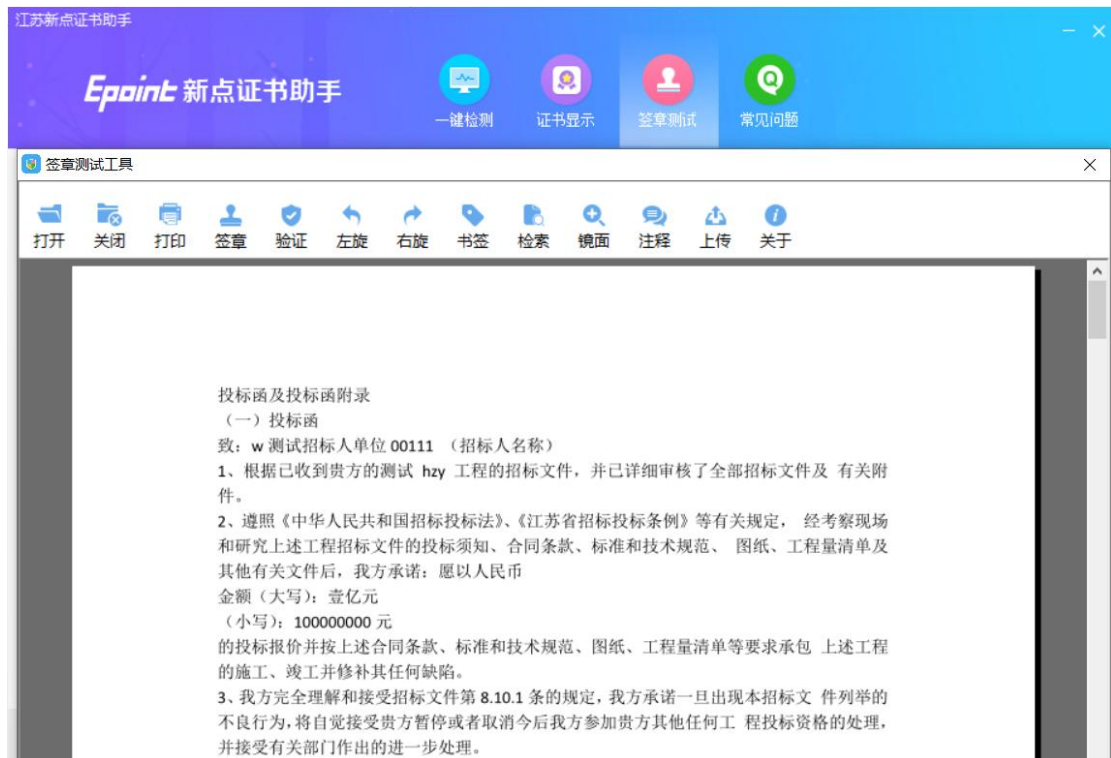 江苏新点证书助手
Epoint 新点证书助手
一键检测 证书显示 签章测试 常见问题
签章测试工具
打开 关闭 打印 签章 验证 左旋 右旋 书签 检索 镜面 注释 上传 关于
投标函及投标函附录
（一）投标函
致：w 测试招标人单位 00111 （招标人名称）
1、根据已收到贵方的测试 hzy 工程的招标文件，并已详细审核了全部招标文件及 有关附
件。
2、遵照《中华人民共和国招标投标法》、《江苏省招标投标条例》等有关规定， 经考察现场
和研究上述工程招标文件的投标须知、合同条款、标准和技术规范、 图纸、工程量清单及
其他有关文件后，我方承诺：愿以人民币
金额（大写）：壹亿元
（小写）：100000000 元
的投标报价并按上述合同条款、标准和技术规范、图纸、工程量清单等要求承包 上述工程
的施工、竣工并修补其任何缺陷。
3、我方完全理解和接受招标文件第 8.10.1 条的规定，我方承诺一旦出现本招标文 件列举的
不良行为，将自觉接受贵方暂停或者取消今后我方参加贵方其他任何工 程投标资格的处理，
并接受有关部门作出的进一步处理。